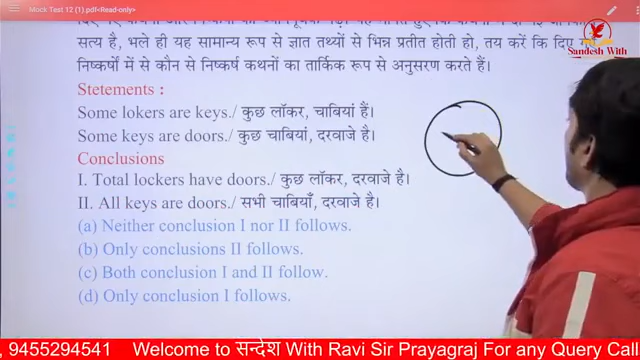 Mock Test 12 (1).pdf<Read-only>
Sandesh With
सत्य है, भले ही यह सामान्य रूप से ज्ञात तथ्यों से भिन्न प्रतीत होती हो, तय करें कि दिए
निष्कर्षों में से कौन से निष्कर्ष कथनों का तार्किक रूप से अनुसरण करते हैं।
Stetements :
Some lokers are keys./ कुछ लॉकर, चाबियां हैं।
Some keys are doors./ कुछ चाबियां, दरवाजे है।
Conclusions
I. Total lockers have doors./ कुछ लॉकर, दरवाजे है।
II. All keys are doors./ सभी चाबियाँ, दरवाजे है।
(a) Neither conclusion I nor II follows.
(b) Only conclusions II follows.
(c) Both conclusion I and II follow.
(d) Only conclusion I follows.
, 9455294541 Welcome to सन्देश With Ravi Sir Prayagraj For any Query Call